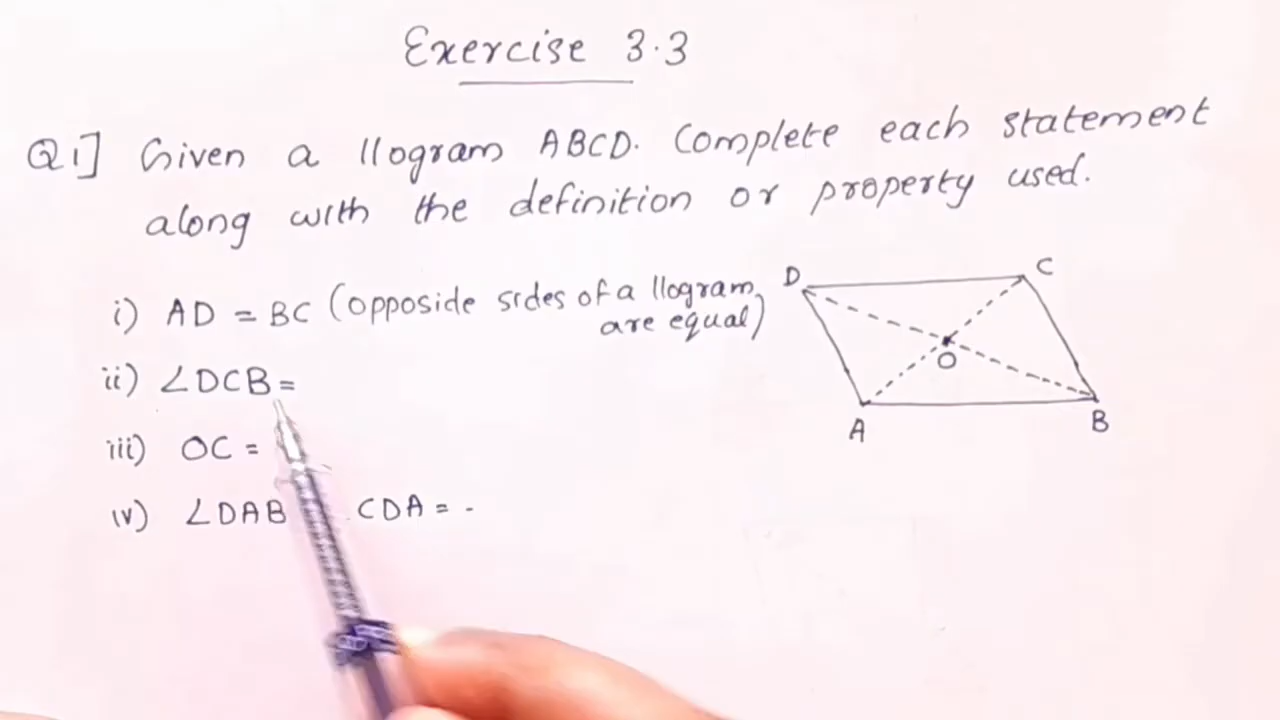 Exercise 3.3
Q1] Given a llogram ABCD. Complete each statement
along with the definition or property used.
i) AD = BC (opposide sides of a llogram
are equal)
ii) ∠DCB =
iii) OC =
iv) ∠DAB CDA = -
D
C
O
A
B